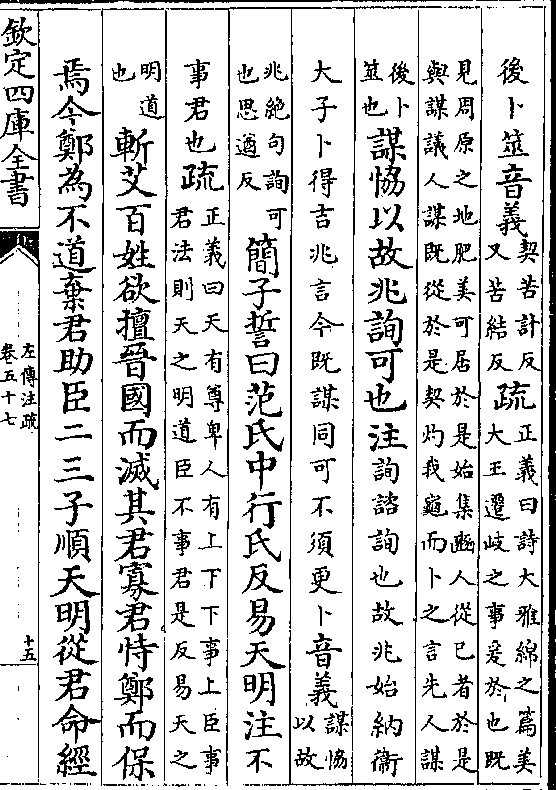 後卜筮音義契苦計反又苦結反疏正義曰詩大雅綿之篇美大王遷岐之事爰於也既
見周原之地肥美可居於是始集豳人從已者於是
與謀議人謀既從於是契灼我龜而卜之言先人謀
後卜筮也謀恊以故兆詢可也注詢諮詢也故兆始納衞
大子卜得吉兆言今既謀同可不須更卜音義謀恊以故
兆絶句詢可也思遵反簡子誓曰范氏中行氏反易天明注不
事君也疏正義曰天有尊卑人有上下下事上臣事君法則天之明道臣不事君是反易天之
明道也斬艾百姓欲擅晉國而滅其君寡君恃鄭而保
焉今鄭為不道棄君助臣二三子順天明從君命經
欽定四庫全書
左傳注疏
卷五十七
十五